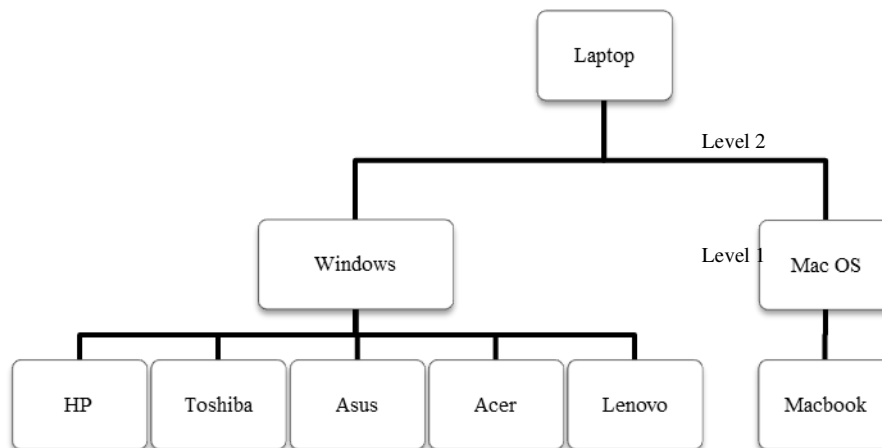 Laptop
Level 2
Windows
Level 1
Mac OS
HP
Toshiba
Asus
Acer
Lenovo
Macbook